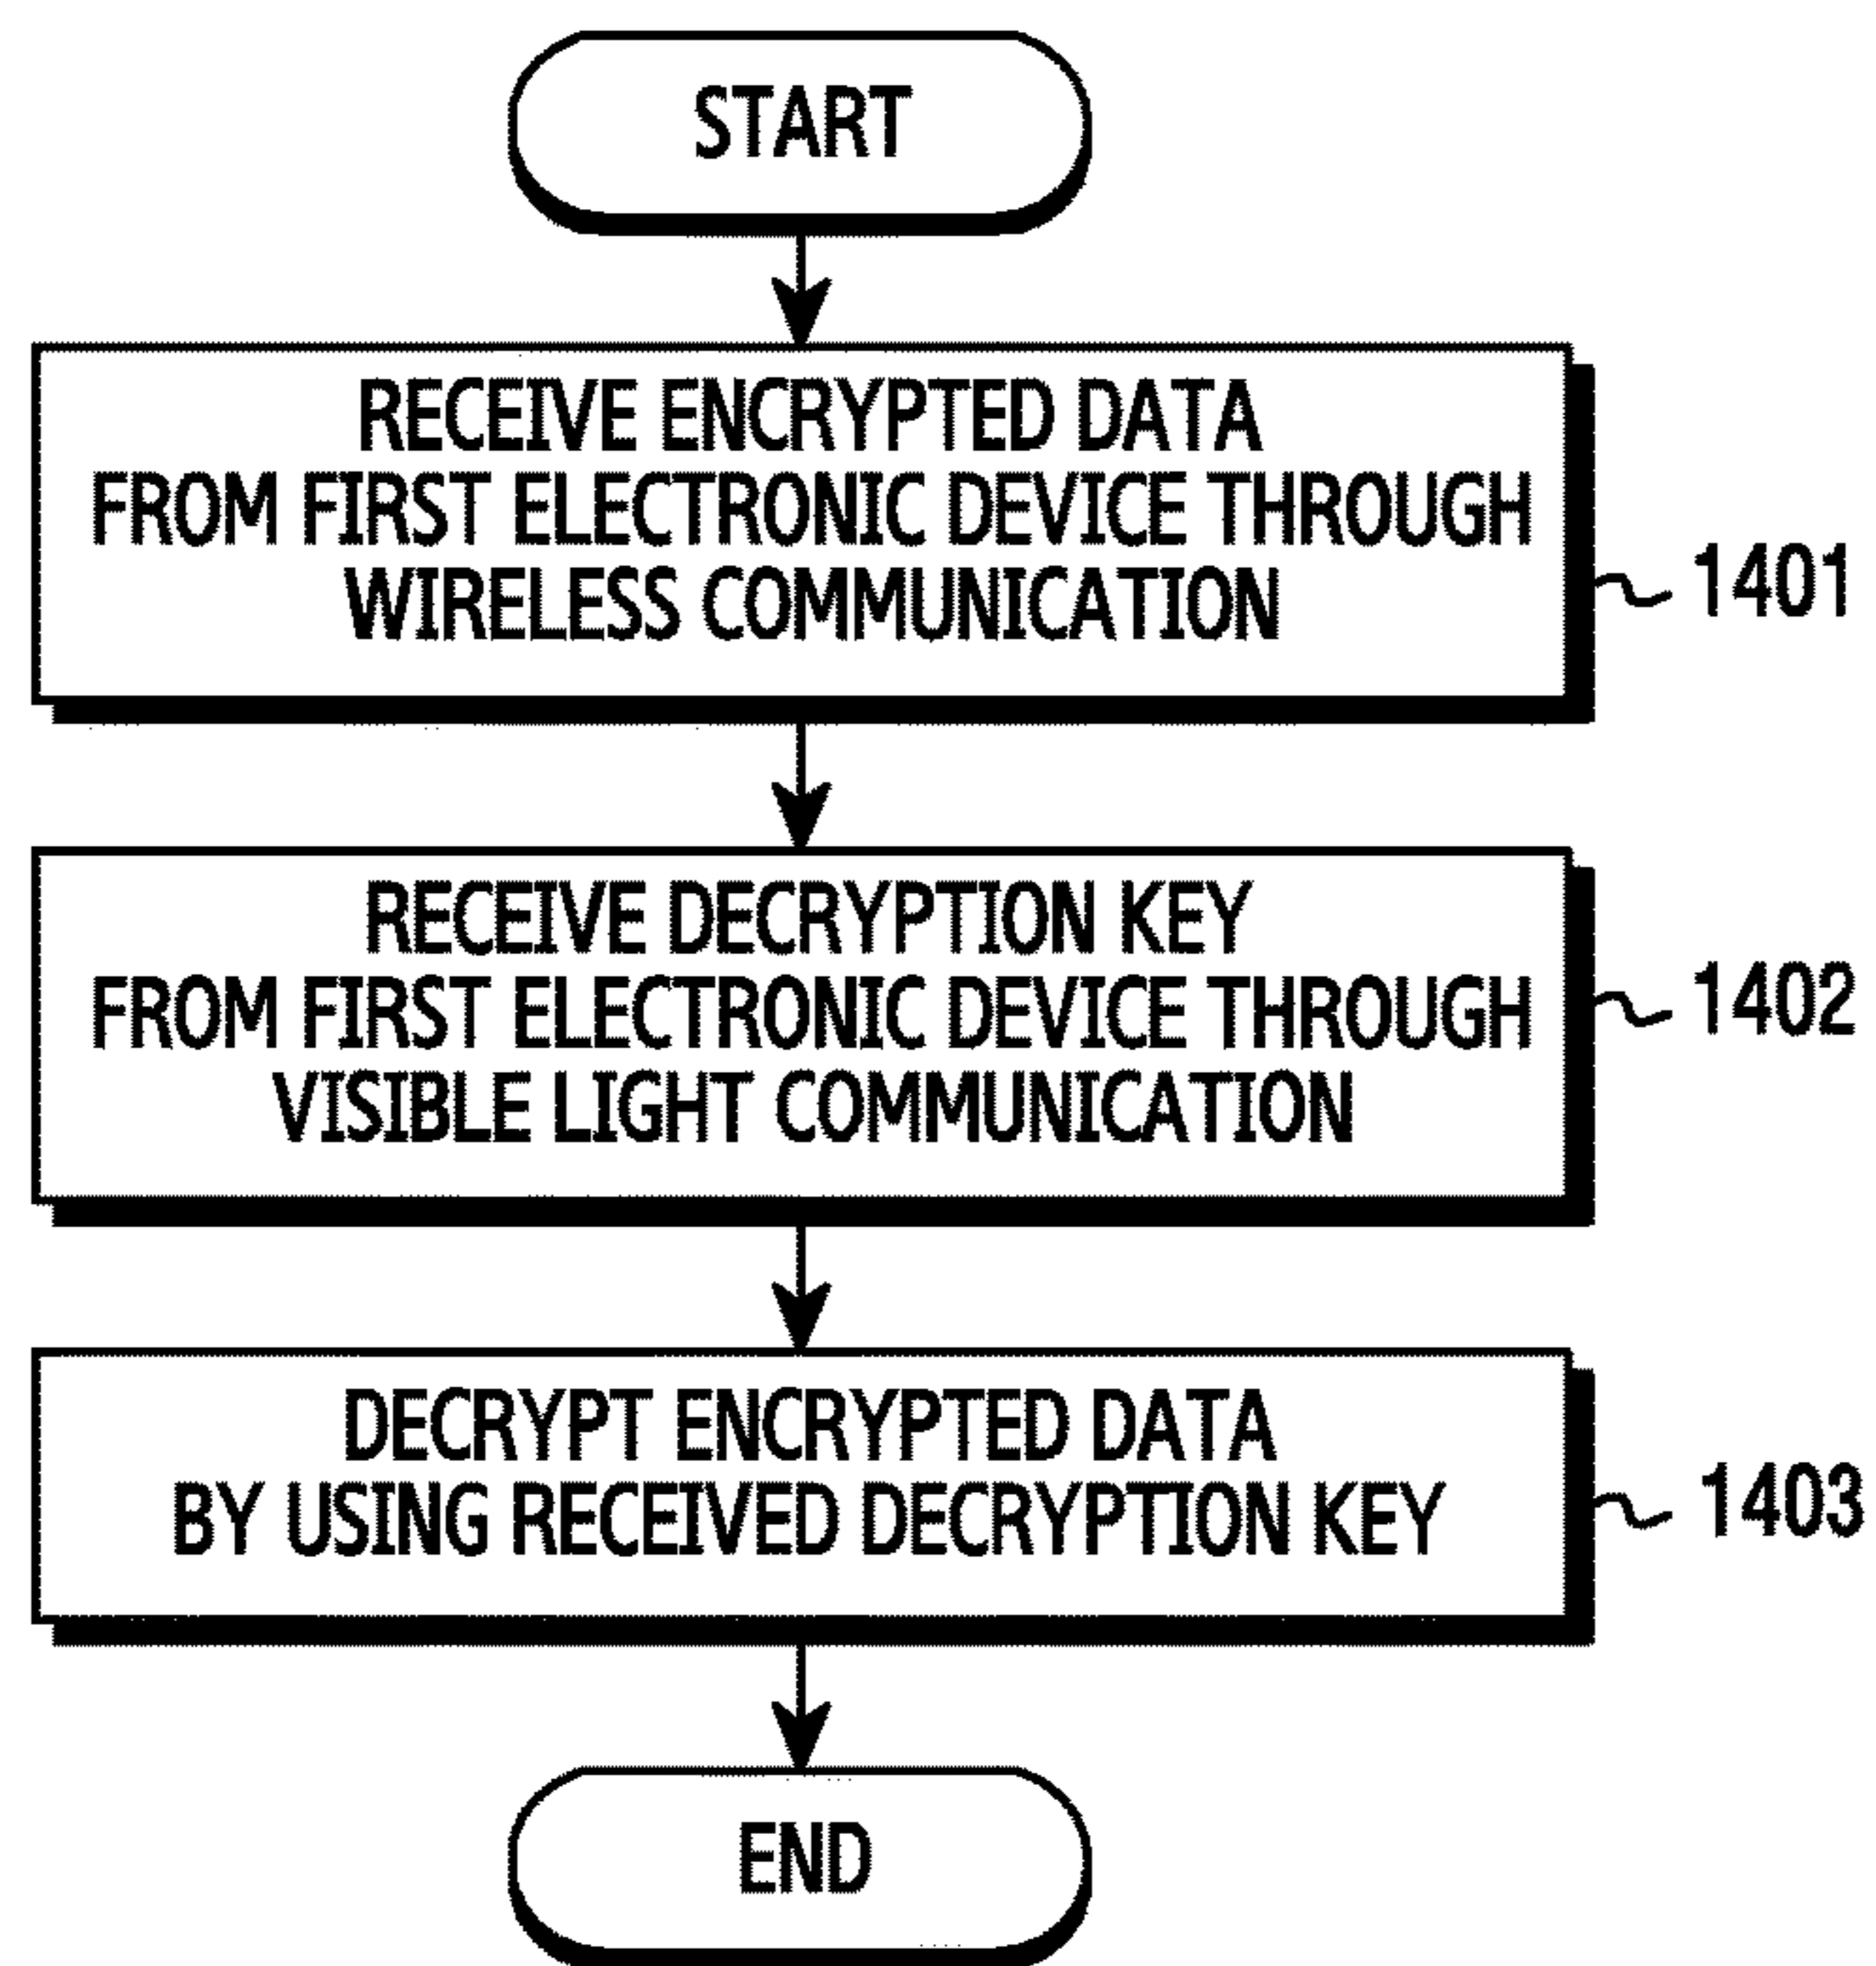 START
RECEIVE ENCRYPTED DATA
FROM FIRST ELECTRONIC DEVICE THROUGH
WIRELESS COMMUNICATION
1401
RECEIVE DECRYPTION KEY
FROM FIRST ELECTRONIC DEVICE THROUGH
VISIBLE LIGHT COMMUNICATION
1402
DECRYPT ENCRYPTED DATA
BY USING RECEIVED DECRYPTION KEY
1403
END